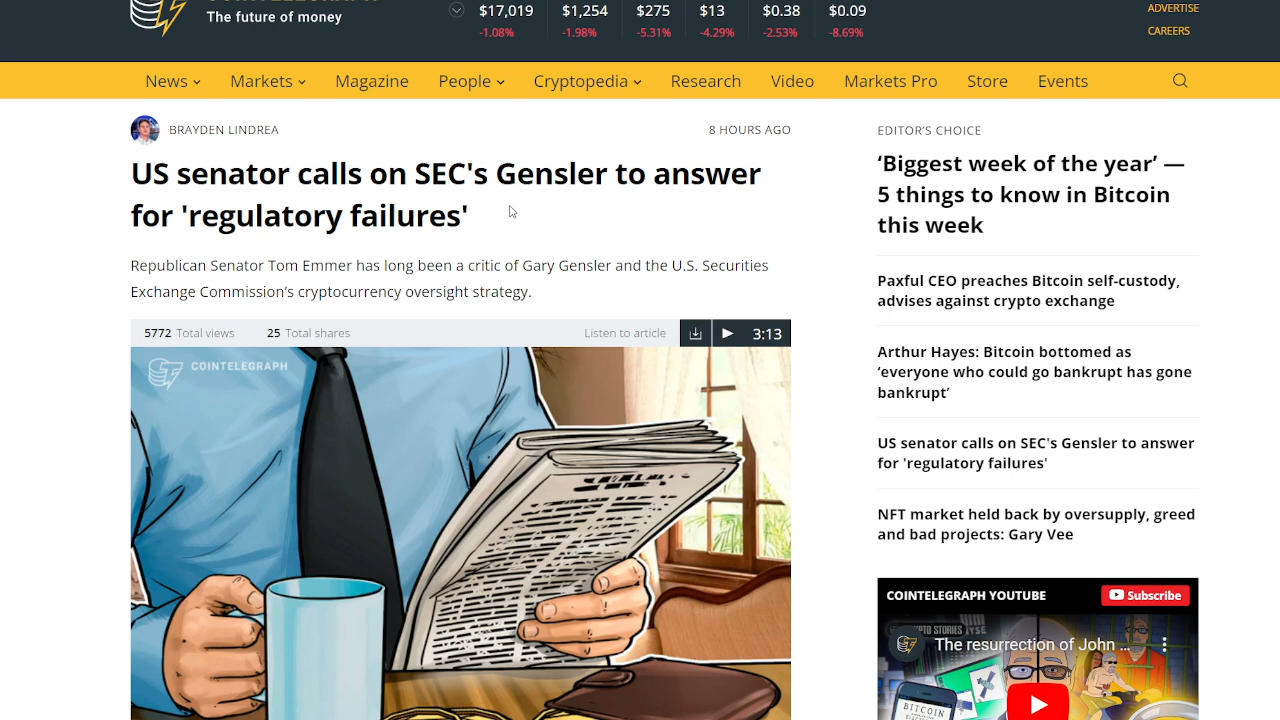 The future of money
$17,019 $1,254 $275 $13 $0.38 $0.09
-1.08% -1.98% -5.31% -4.29% -2.53% -8.69%
ADVERTISE
CAREERS
News Markets Magazine People Cryptopedia Research Video Markets Pro Store Events
BRAYDEN LINDREA 8 HOURS AGO
US senator calls on SEC's Gensler to answer
for 'regulatory failures'
Republican Senator Tom Emmer has long been a critic of Gary Gensler and the U.S. Securities
Exchange Commission’s cryptocurrency oversight strategy.
5772 Total views 25 Total shares Listen to article 3:13
COINTELEGRAPH
EDITOR’S CHOICE
‘Biggest week of the year’ —
5 things to know in Bitcoin
this week
Paxful CEO preaches Bitcoin self-custody,
advises against crypto exchange
Arthur Hayes: Bitcoin bottomed as
‘everyone who could go bankrupt has gone
bankrupt’
US senator calls on SEC's Gensler to answer
for 'regulatory failures'
NFT market held back by oversupply, greed
and bad projects: Gary Vee
COINTELEGRAPH YOUTUBE Subscribe
The resurrection of John ...
BITCOIN